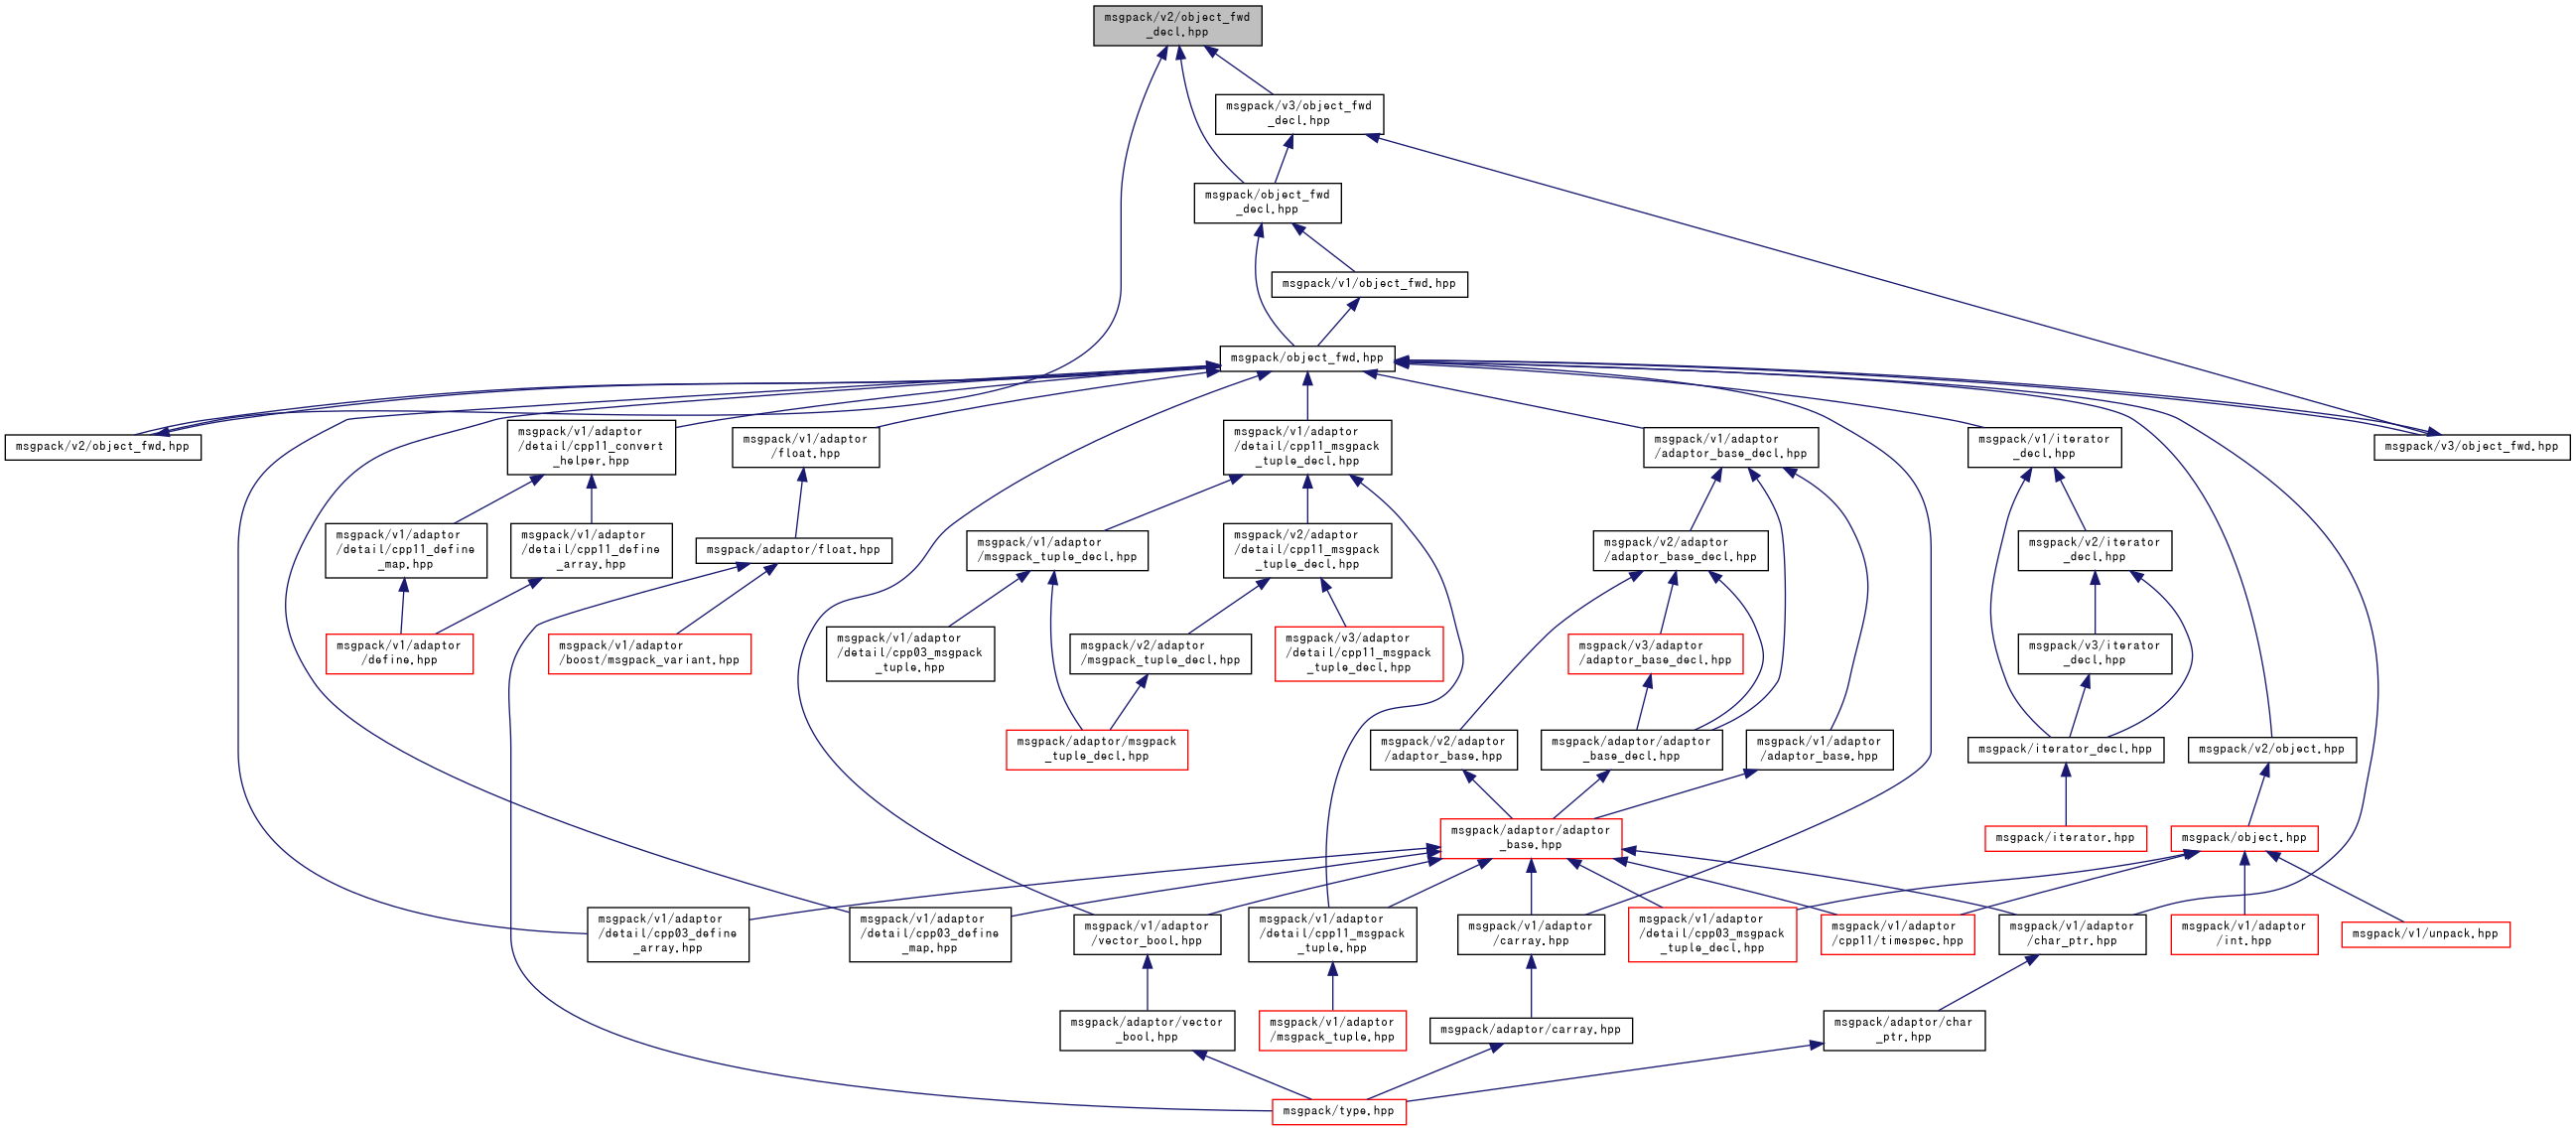 msgpack/v2/object_fwd
_decl.hpp
msgpack/v3/object_fwd
_decl.hpp
msgpack/object_fwd
_decl.hpp
msgpack/v1/object_fwd.hpp
msgpack/object_fwd.hpp
msgpack/v2/object_fwd.hpp
msgpack/v1/adaptor
/detail/cpp11_convert
_helper.hpp
msgpack/v1/adaptor
/float.hpp
msgpack/v1/adaptor
/detail/cpp11_msgpack
_tuple_decl.hpp
msgpack/v1/adaptor
/adaptor_base_decl.hpp
msgpack/v1/iterator
_decl.hpp
msgpack/v3/object_fwd.hpp
msgpack/v1/adaptor
/detail/cpp11_define
_map.hpp
msgpack/v1/adaptor
/detail/cpp11_define
_array.hpp
msgpack/adaptor/float.hpp
msgpack/v1/adaptor
/msgpack_tuple_decl.hpp
msgpack/v2/adaptor
/detail/cpp11_msgpack
_tuple_decl.hpp
msgpack/v2/adaptor
/adaptor_base_decl.hpp
msgpack/v2/iterator
_decl.hpp
msgpack/v1/adaptor
/define.hpp
msgpack/v1/adaptor
/boost/msgpack_variant.hpp
msgpack/v1/adaptor
/detail/cpp03_msgpack
_tuple.hpp
msgpack/v2/adaptor
/msgpack_tuple_decl.hpp
msgpack/v3/adaptor
/detail/cpp11_msgpack
_tuple_decl.hpp
msgpack/v3/adaptor
/adaptor_base_decl.hpp
msgpack/v3/iterator
_decl.hpp
msgpack/adaptor/msgpack
_tuple_decl.hpp
msgpack/v2/adaptor
/adaptor_base.hpp
msgpack/adaptor/adaptor
_base_decl.hpp
msgpack/v1/adaptor
/adaptor_base.hpp
msgpack/iterator_decl.hpp
msgpack/v2/object.hpp
msgpack/adaptor/adaptor
_base.hpp
msgpack/iterator.hpp
msgpack/object.hpp
msgpack/v1/adaptor
/detail/cpp03_define
_array.hpp
msgpack/v1/adaptor
/detail/cpp03_define
_map.hpp
msgpack/v1/adaptor
/vector_bool.hpp
msgpack/v1/adaptor
/detail/cpp11_msgpack
_tuple.hpp
msgpack/v1/adaptor
/carray.hpp
msgpack/v1/adaptor
/detail/cpp03_msgpack
_tuple_decl.hpp
msgpack/v1/adaptor
/cpp11/timespec.hpp
msgpack/v1/adaptor
/char_ptr.hpp
msgpack/v1/adaptor
/int.hpp
msgpack/v1/unpack.hpp
msgpack/adaptor/vector
_bool.hpp
msgpack/v1/adaptor
/msgpack_tuple.hpp
msgpack/adaptor/carray.hpp
msgpack/adaptor/char
_ptr.hpp
msgpack/type.hpp